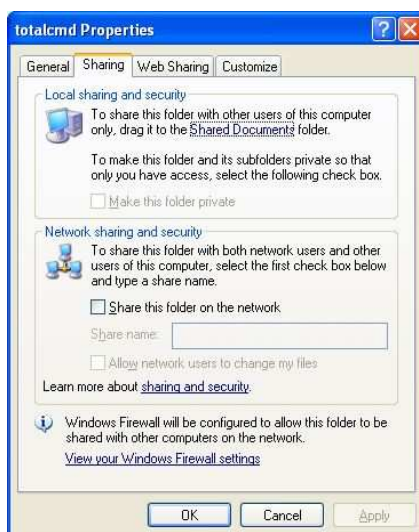 totalcmd Properties
General Sharing Web Sharing Customize
Local sharing and security
To share this folder with other users of this computer
only, drag it to the Shared Documents folder.
To make this folder and its subfolders private so that
only you have access, select the following check box.
Make this folder private
Network sharing and security
To share this folder with both network users and other
users of this computer, select the first check box below
and type a share name.
Share this folder on the network
Share name:
Allow network users to change my files
Learn more about sharing and security.
Windows Firewall will be configured to allow this folder to be
shared with other computers on the network.
View your Windows Firewall settings
OK Cancel Apply